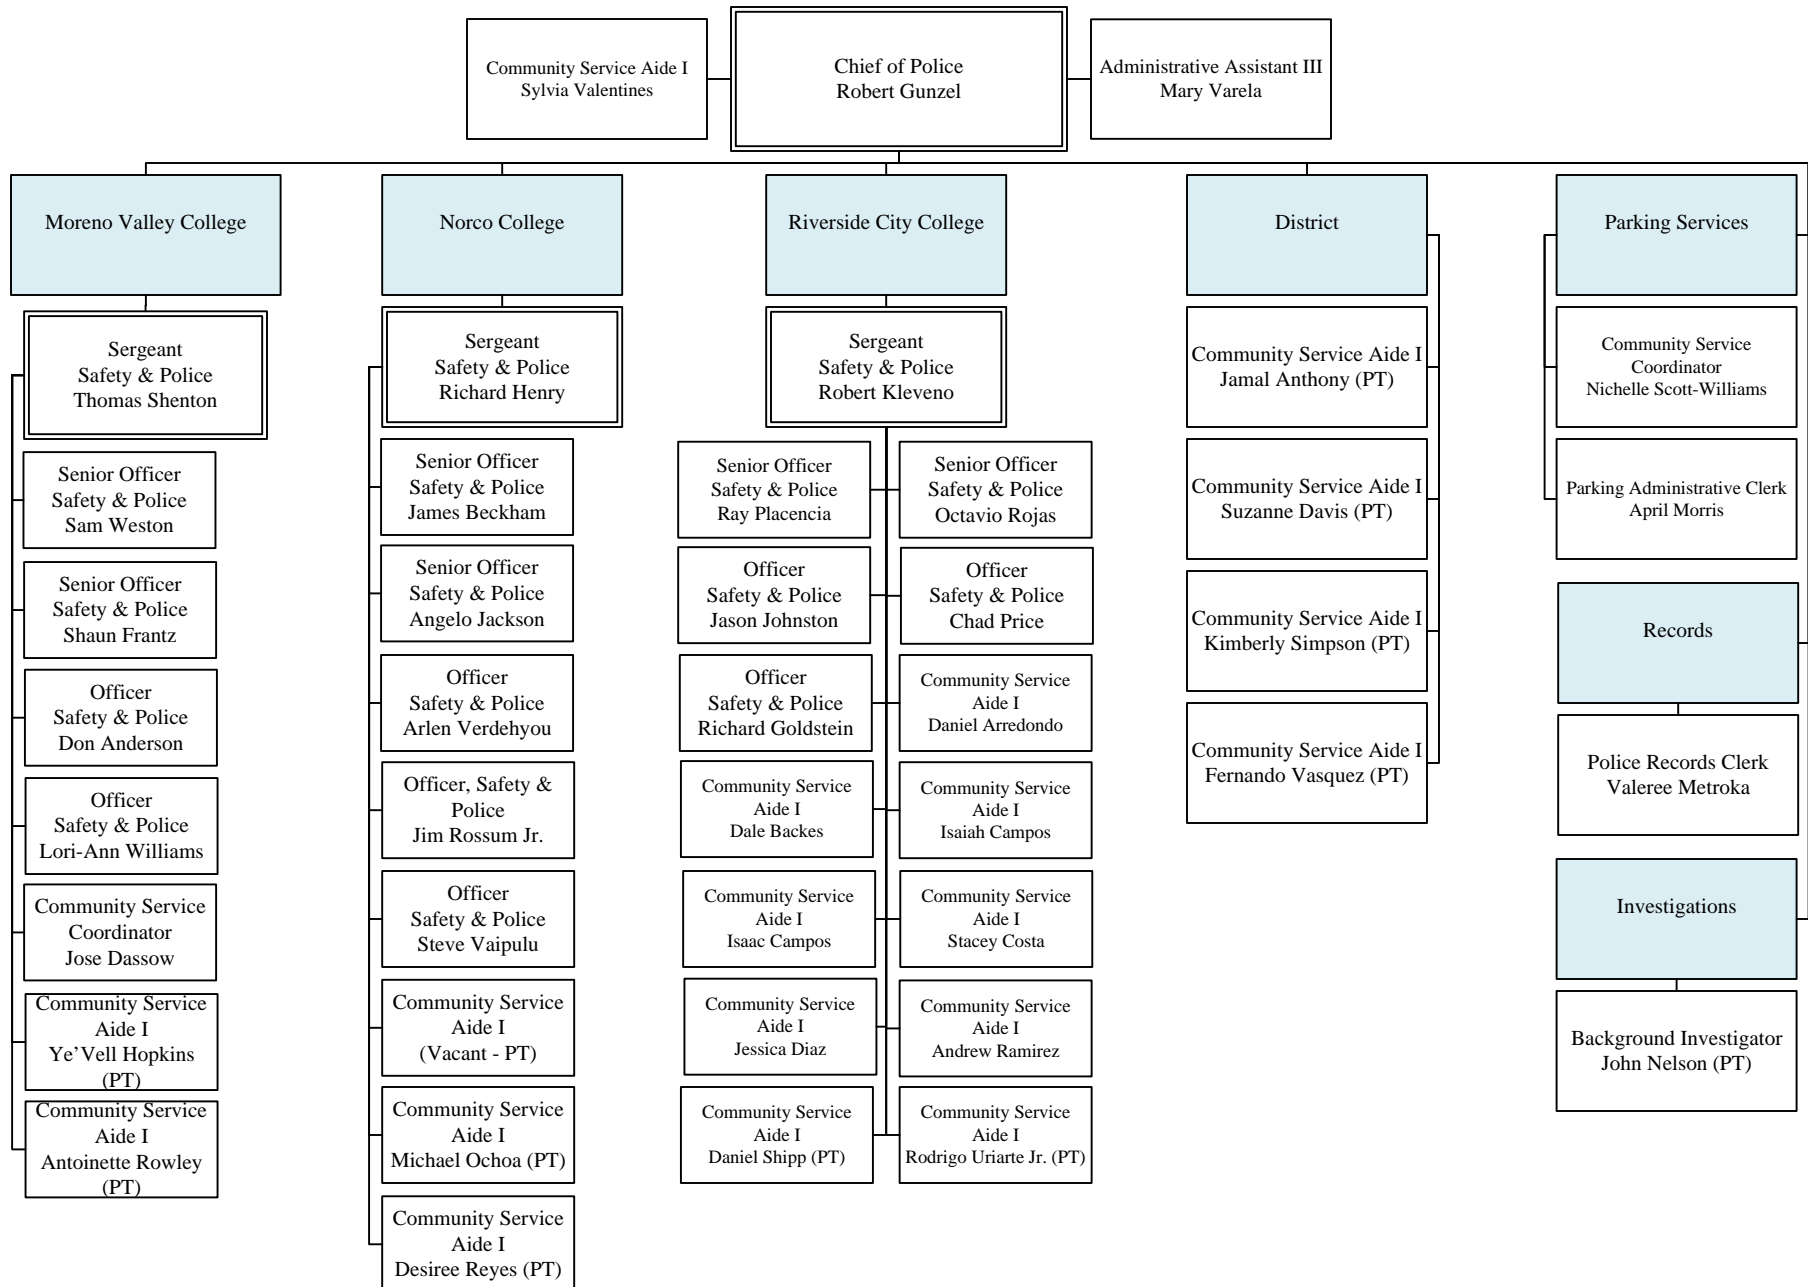 Community Service Aide I
Sylvia Valentines
Chief of Police
Robert Gunzel
Administrative Assistant III
Mary Varela
Moreno Valley College
Sergeant
Safety & Police
Thomas Shenton
Senior Officer
Safety & Police
Sam Weston
Senior Officer
Safety & Police
Shaun Frantz
Officer
Safety & Police
Don Anderson
Officer
Safety & Police
Lori-Ann Williams
Community Service
Coordinator
Jose Dassow
Community Service
Aide I
Ye’Vell Hopkins
(PT)
Community Service
Aide I
Antoinette Rowley
(PT)
Norco College
Sergeant
Safety & Police
Richard Henry
Senior Officer
Safety & Police
James Beckham
Senior Officer
Safety & Police
Angelo Jackson
Officer
Safety & Police
Arlen Verdehyou
Officer, Safety &
Police
Jim Rossum Jr.
Officer
Safety & Police
Steve Vaipulu
Community Service
Aide I
(Vacant - PT)
Community Service
Aide I
Michael Ochoa (PT)
Community Service
Aide I
Desiree Reyes (PT)
Riverside City College
Sergeant
Safety & Police
Robert Kleveno
Senior Officer
Safety & Police
Ray Placencia
Senior Officer
Safety & Police
Octavio Rojas
Officer
Safety & Police
Jason Johnston
Officer
Safety & Police
Chad Price
Officer
Safety & Police
Richard Goldstein
Community Service
Aide I
Daniel Arredondo
Community Service
Aide I
Dale Backes
Community Service
Aide I
Isaiah Campos
Community Service
Aide I
Isaac Campos
Community Service
Aide I
Stacey Costa
Community Service
Aide I
Jessica Diaz
Community Service
Aide I
Andrew Ramirez
Community Service
Aide I
Daniel Shipp (PT)
Community Service
Aide I
Rodrigo Uriarte Jr. (PT)
District
Community Service Aide I
Jamal Anthony (PT)
Community Service Aide I
Suzanne Davis (PT)
Community Service Aide I
Kimberly Simpson (PT)
Community Service Aide I
Fernando Vasquez (PT)
Parking Services
Community Service
Coordinator
Nichelle Scott-Williams
Parking Administrative Clerk
April Morris
Records
Police Records Clerk
Valeree Metroka
Investigations
Background Investigator
John Nelson (PT)